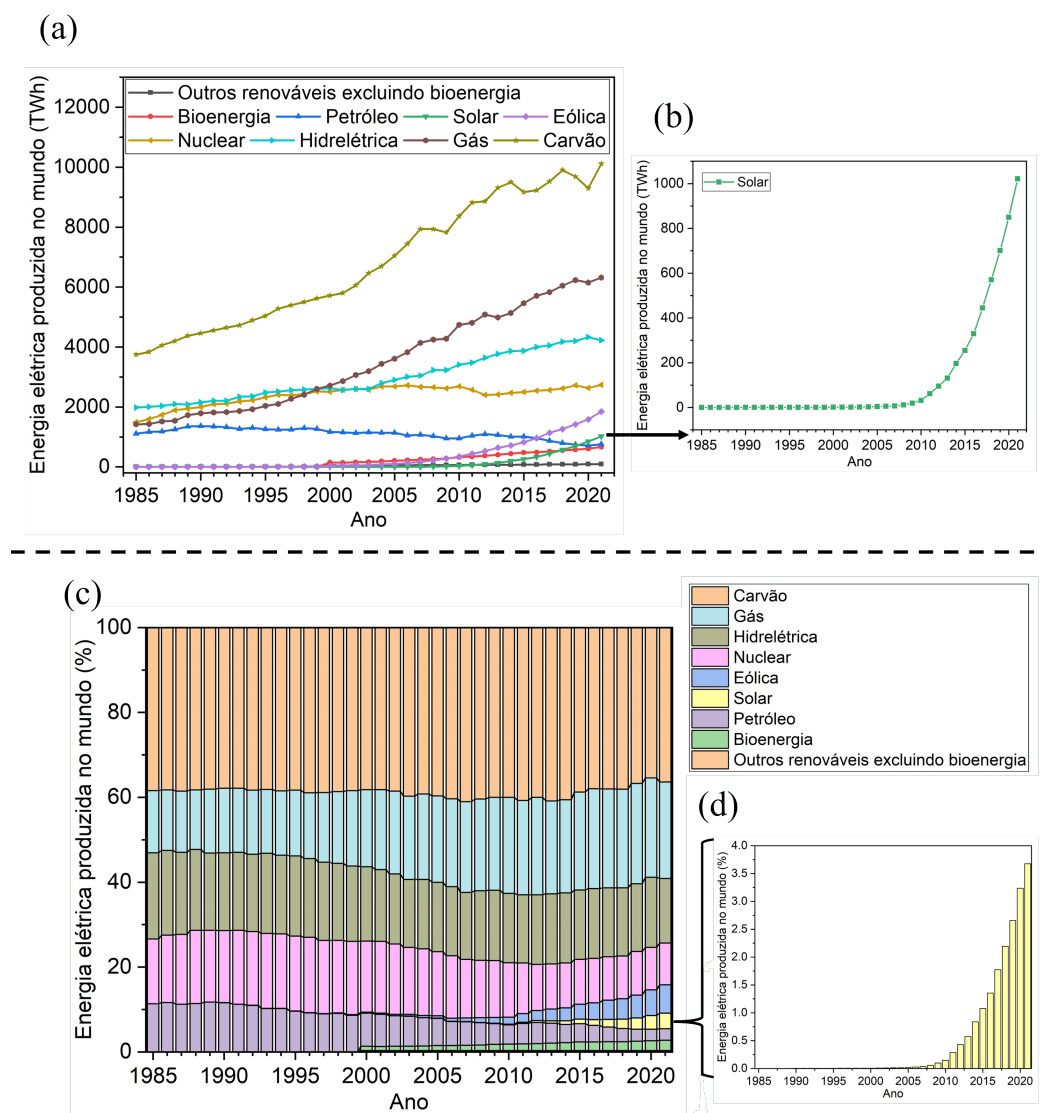 (a)
Energia elétrica produzida no mundo (TWh)
12000
10000
8000
6000
4000
2000
0
Outros renováveis excluindo bioenergia
Bioenergia Petróleo Solar Eólica
Nuclear Hidrelétrica Gás Carvão
1985 1990 1995 2000 2005 2010 2015 2020
Ano
(b)
Energia elétrica produzida no mundo (TWh)
1000
800
600
400
200
0
Solar
1985 1990 1995 2000 2005 2010 2015 2020
Ano
(c)
Energia elétrica produzida no mundo (%)
100
80
60
40
20
0
1985 1990 1995 2000 2005 2010 2015 2020
Ano
Carvão
Gás
Hidrelétrica
Nuclear
Eólica
Solar
Petróleo
Bioenergia
Outros renováveis excluindo bioenergia
(d)
Energia elétrica produzida no mundo (%)
4.0
3.5
3.0
2.5
2.0
1.5
1.0
0.5
0.0
1985 1990 1995 2000 2005 2010 2015 2020
Ano